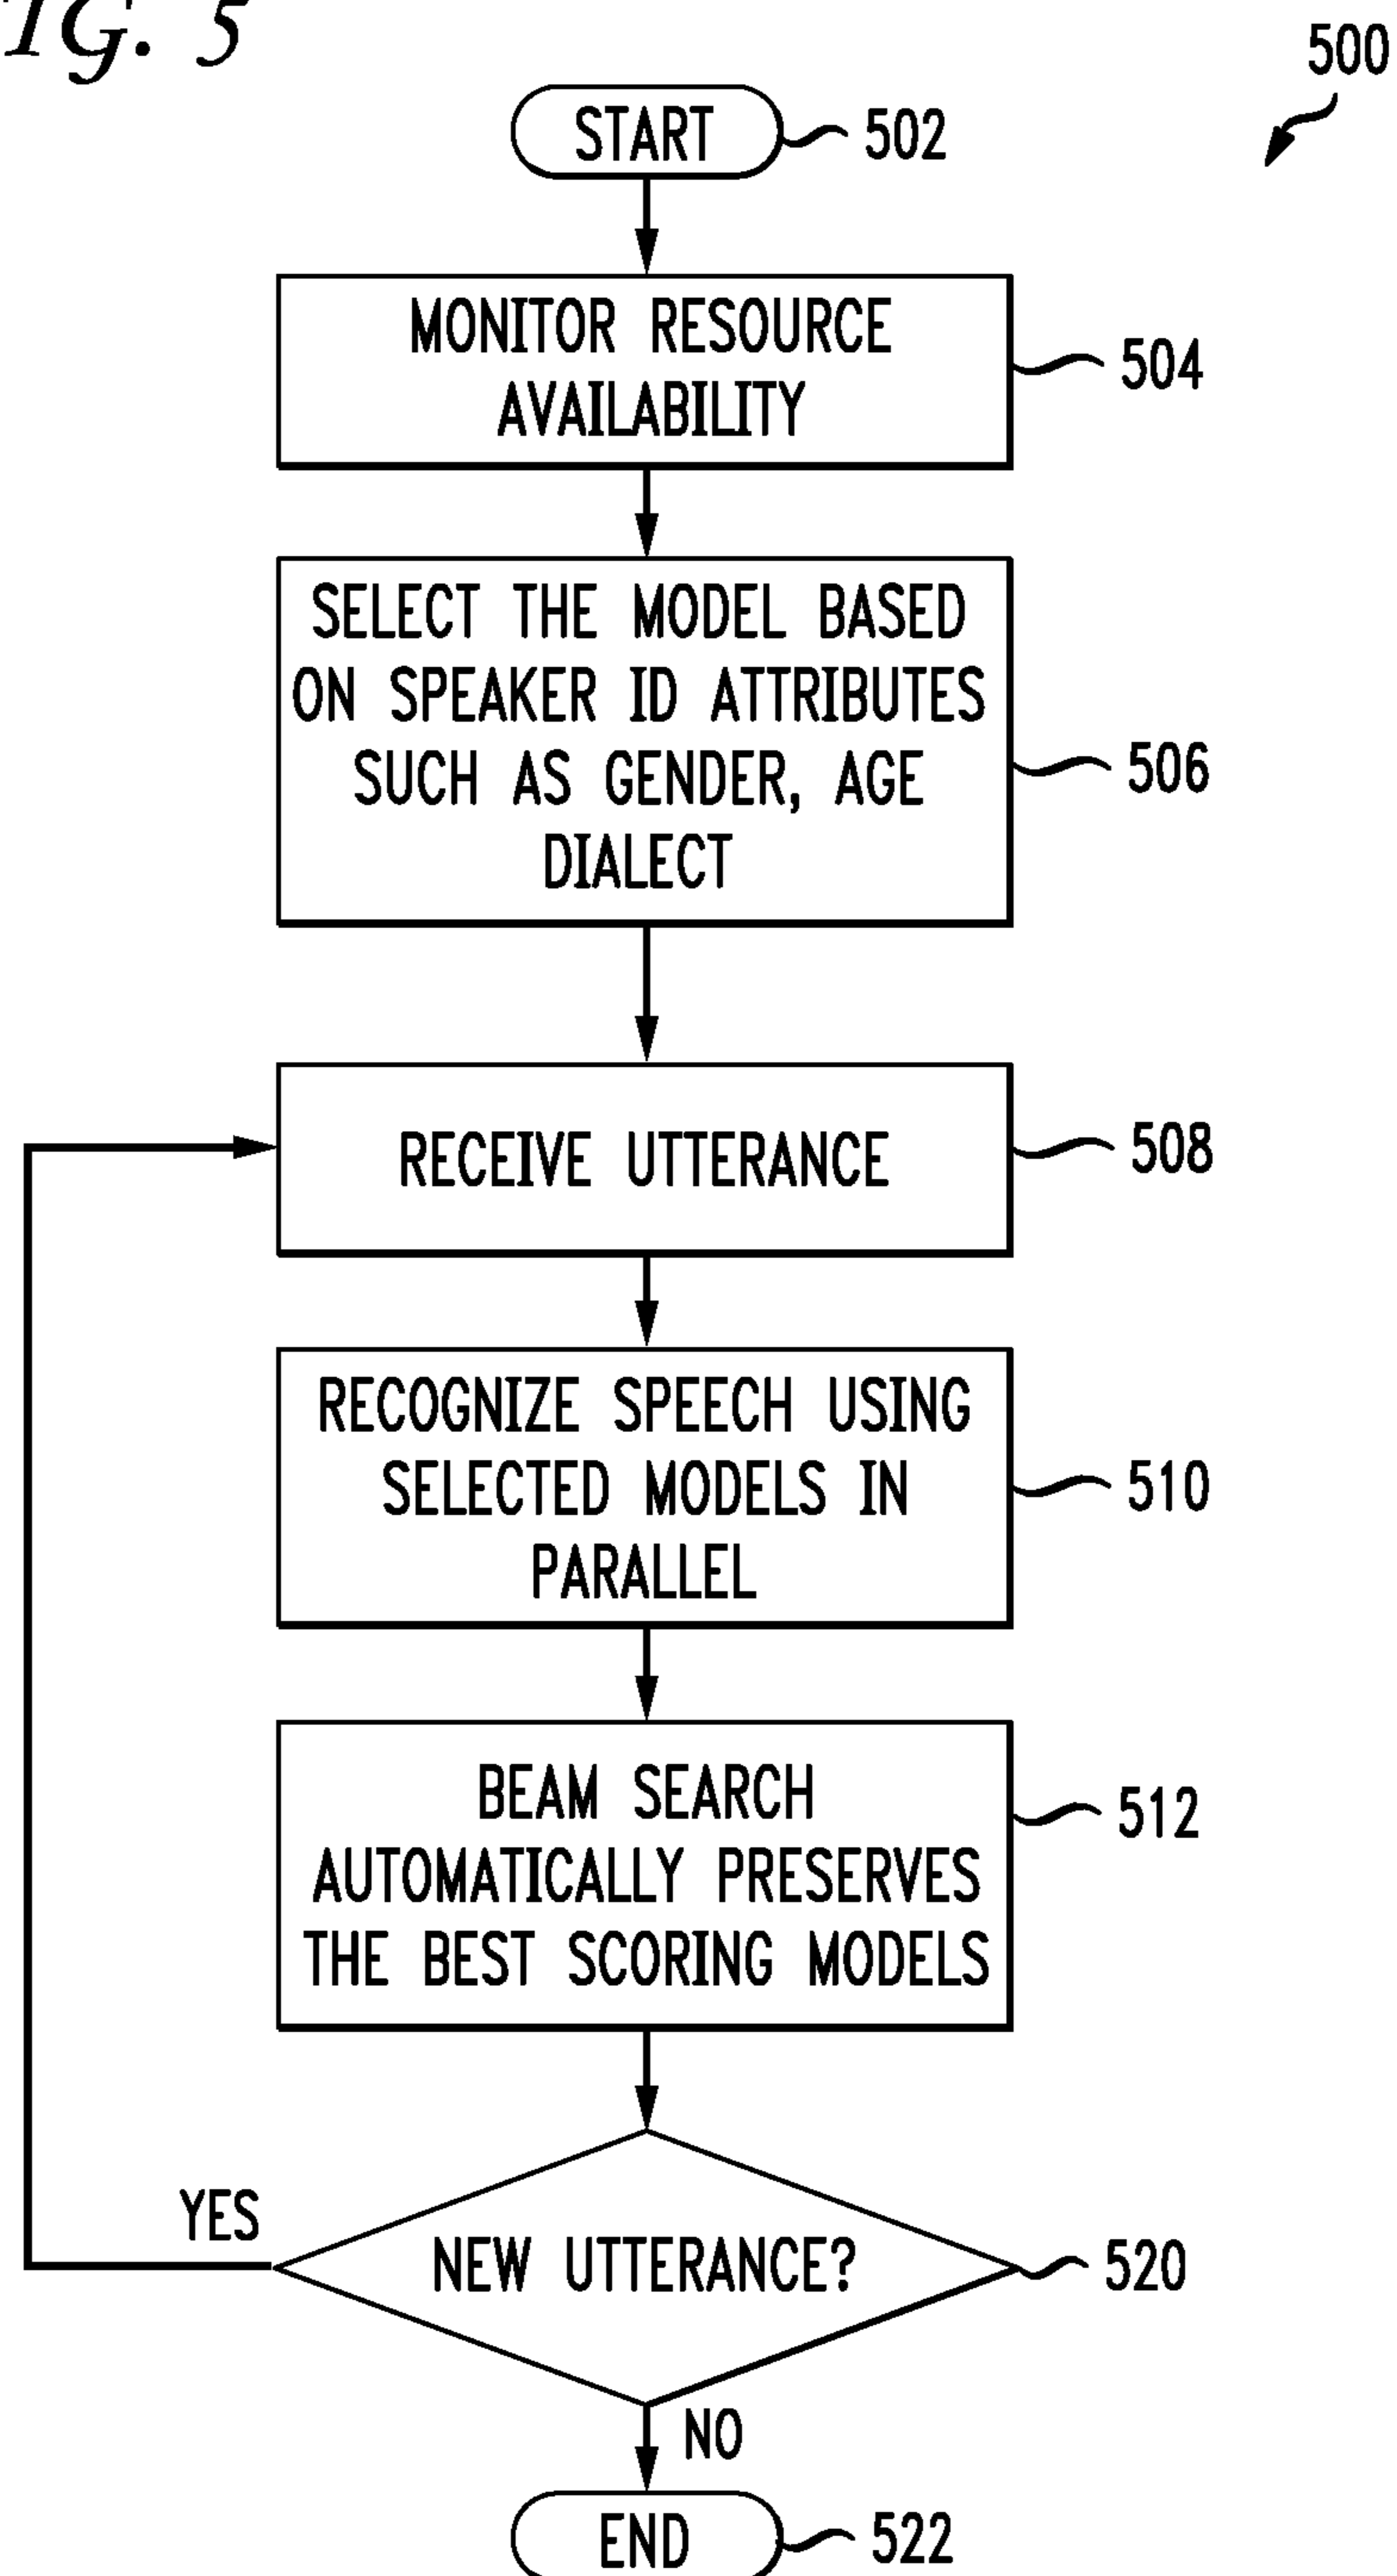 FIG. 5
500
START
502
MONITOR RESOURCE
AVAILABILITY
504
SELECT THE MODEL BASED
ON SPEAKER ID ATTRIBUTES
SUCH AS GENDER, AGE
DIALECT
506
RECEIVE UTTERANCE
508
RECOGNIZE SPEECH USING
SELECTED MODELS IN
PARALLEL
510
BEAM SEARCH
AUTOMATICALLY PRESERVES
THE BEST SCORING MODELS
512
YES
NEW UTTERANCE?
520
NO
END
522